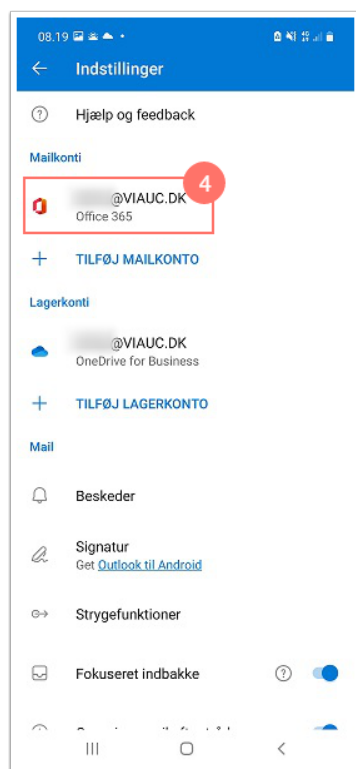 08.19
Indstillinger
Hjælp og feedback
Mailkonti
4
@VIAUC.DK
Office 365
TILFØJ MAILKONTO
Lagerkonti
@VIAUC.DK
OneDrive for Business
TILFØJ LAGERKONTO
Mail
Beskeder
Signatur
Get Outlook til Android
Strygefunktioner
Fokuseret indbakke